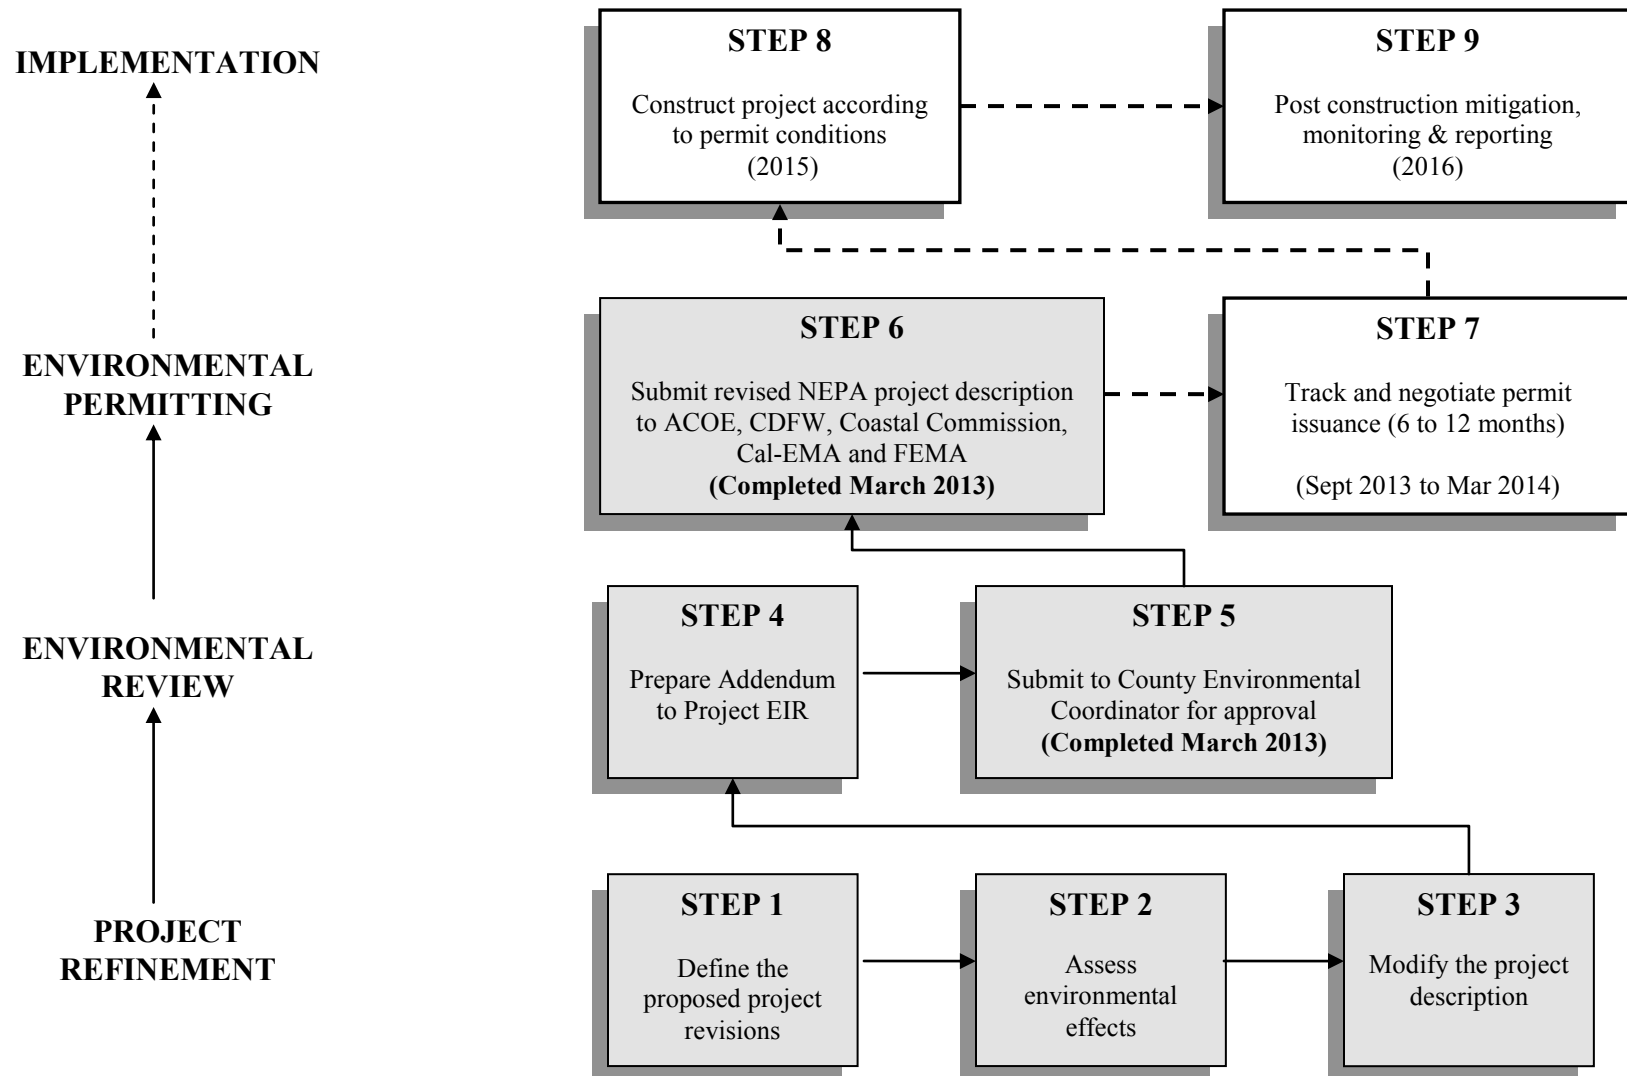 IMPLEMENTATION
STEP 8
Construct project according
to permit conditions
(2015)
STEP 9
Post construction mitigation,
monitoring & reporting
(2016)
ENVIRONMENTAL
PERMITTING
STEP 6
Submit revised NEPA project description
to ACOE, CDFW, Coastal Commission,
Cal-EMA and FEMA
(Completed March 2013)
STEP 7
Track and negotiate permit
issuance (6 to 12 months)
(Sept 2013 to Mar 2014)
ENVIRONMENTAL
REVIEW
STEP 4
Prepare Addendum
to Project EIR
STEP 5
Submit to County Environmental
Coordinator for approval
(Completed March 2013)
PROJECT
REFINEMENT
STEP 1
Define the
proposed project
revisions
STEP 2
Assess
environmental
effects
STEP 3
Modify the project
description